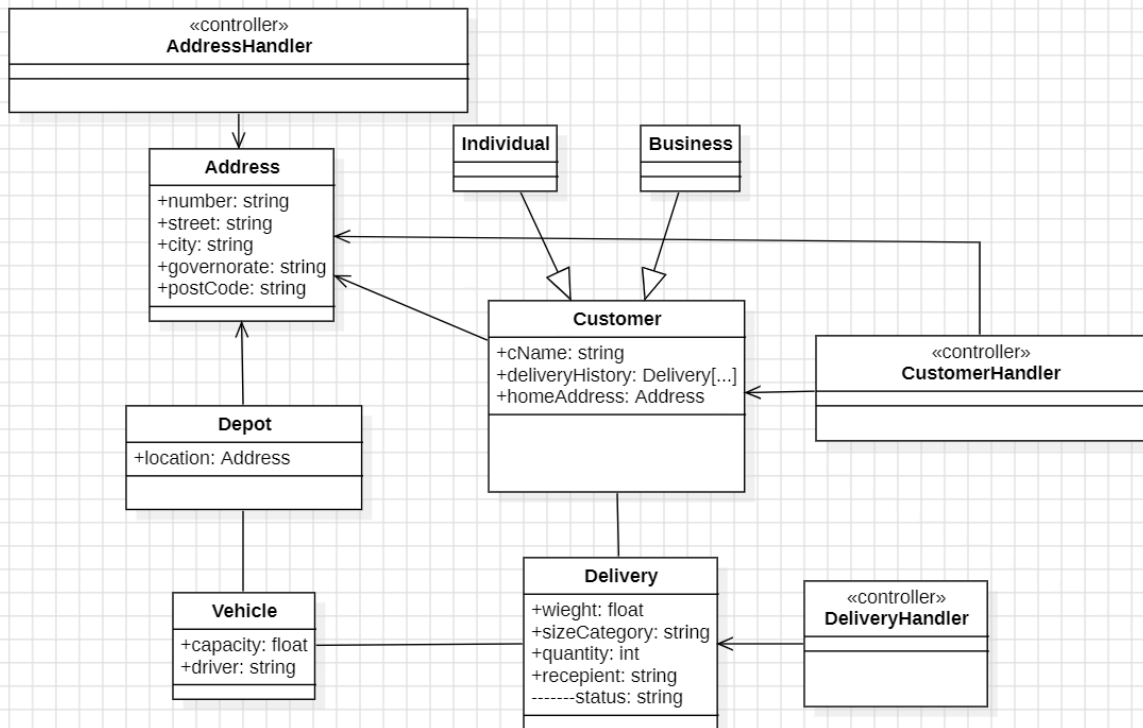 «controller»
AddressHandler
Individual
Business
Address
+number: string
+street: string
+city: string
+governorate: string
+postCode: string
Customer
+cName: string
+deliveryHistory: Delivery[...]
+homeAddress: Address
«controller»
CustomerHandler
Depot
+location: Address
Vehicle
+capacity: float
+driver: string
Delivery
+wieght: float
+sizeCategory: string
+quantity: int
+recepient: string
-------status: string
«controller»
DeliveryHandler